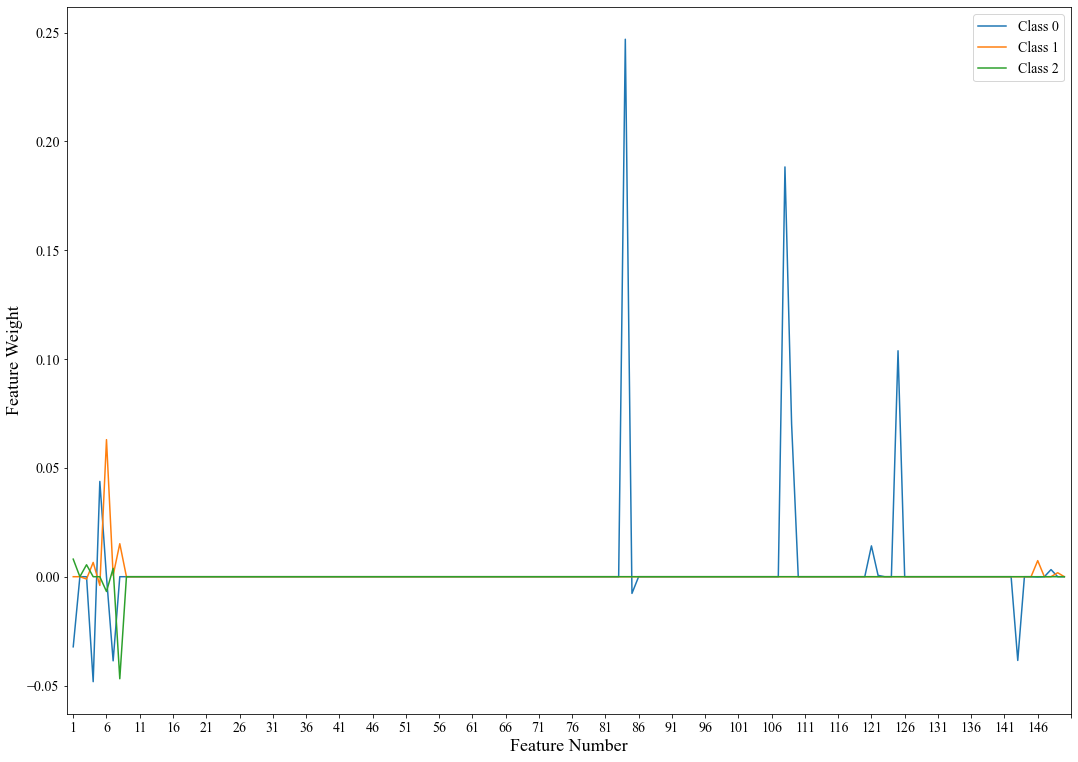 Class 0
Class 1
Class 2
0.25
0.20
0.15
0.10
0.05
0.00
−0.05
Feature Weight
1 6 11 16 21 26 31 36 41 46 51 56 61 66 71 76 81 86 91 96 101 106 111 116 121 126 131 136 141 146
Feature Number